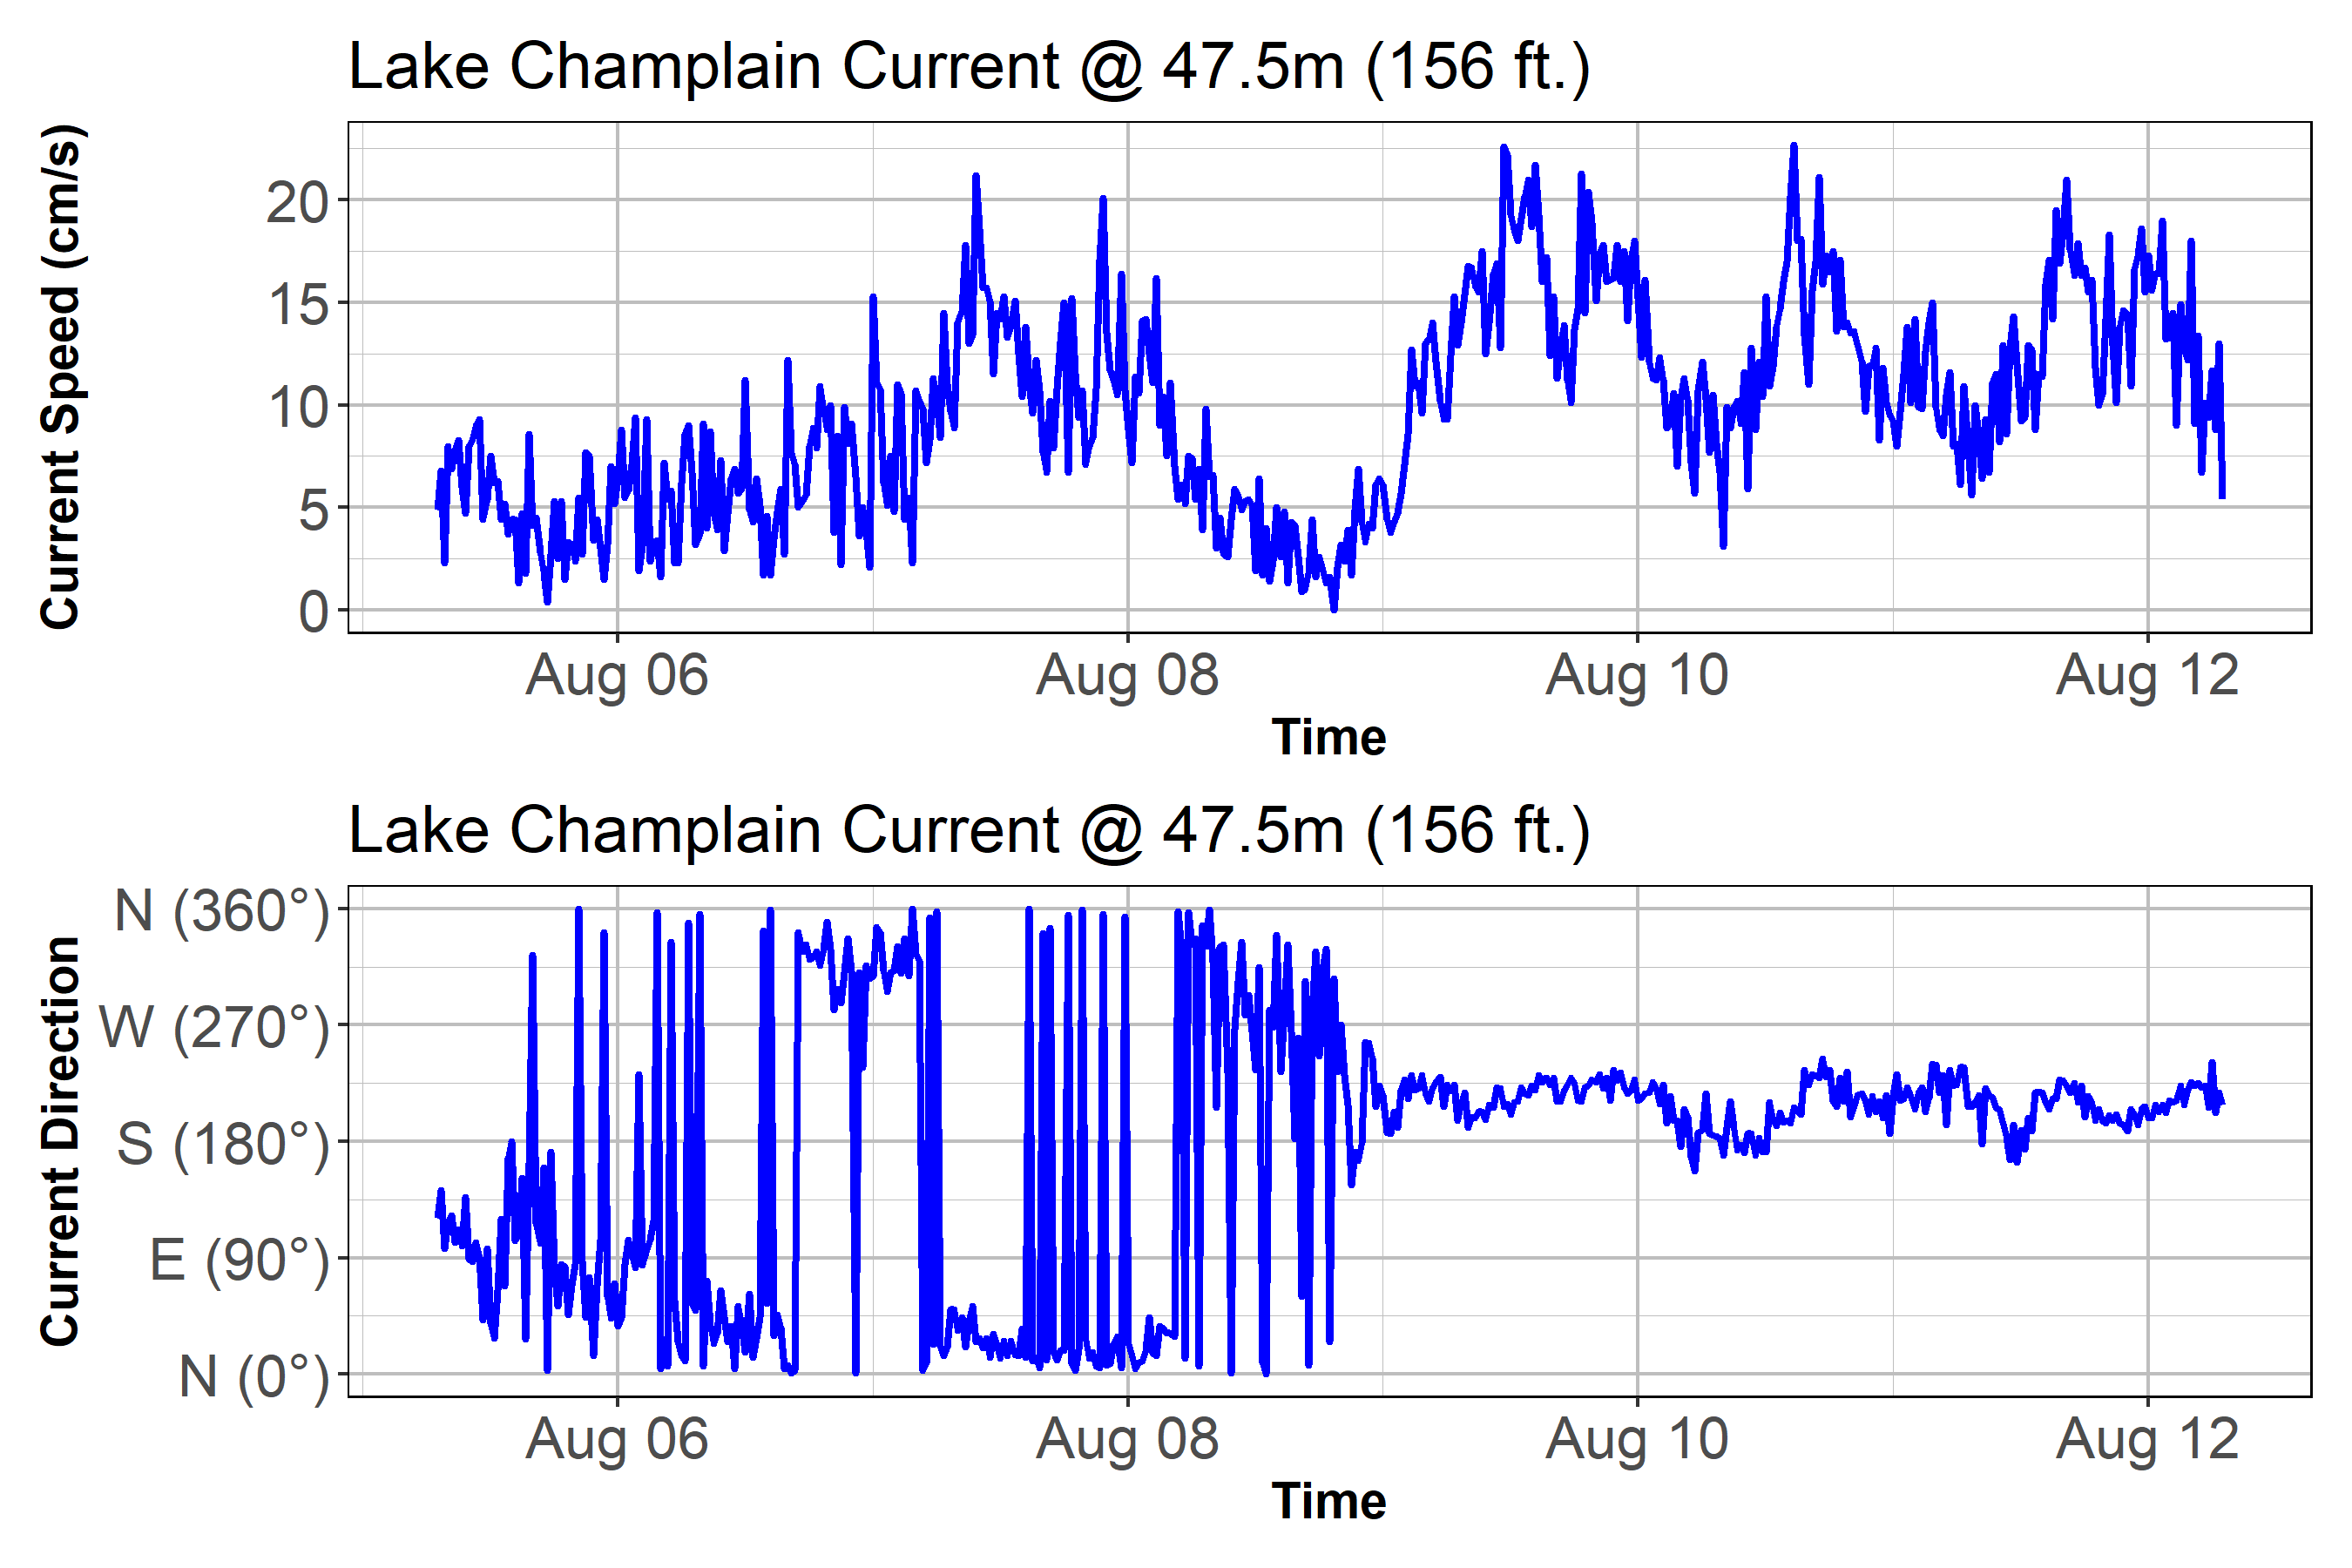 Lake Champlain Current @ 47.5m (156 ft.)
Current Speed (cm/s)
20
15
10
5
0
Aug 06 Aug 08 Aug 10 Aug 12
Time
Lake Champlain Current @ 47.5m (156 ft.)
Current Direction
N (360°)
W (270°)
S (180°)
E (90°)
N (0°)
Aug 06 Aug 08 Aug 10 Aug 12
Time